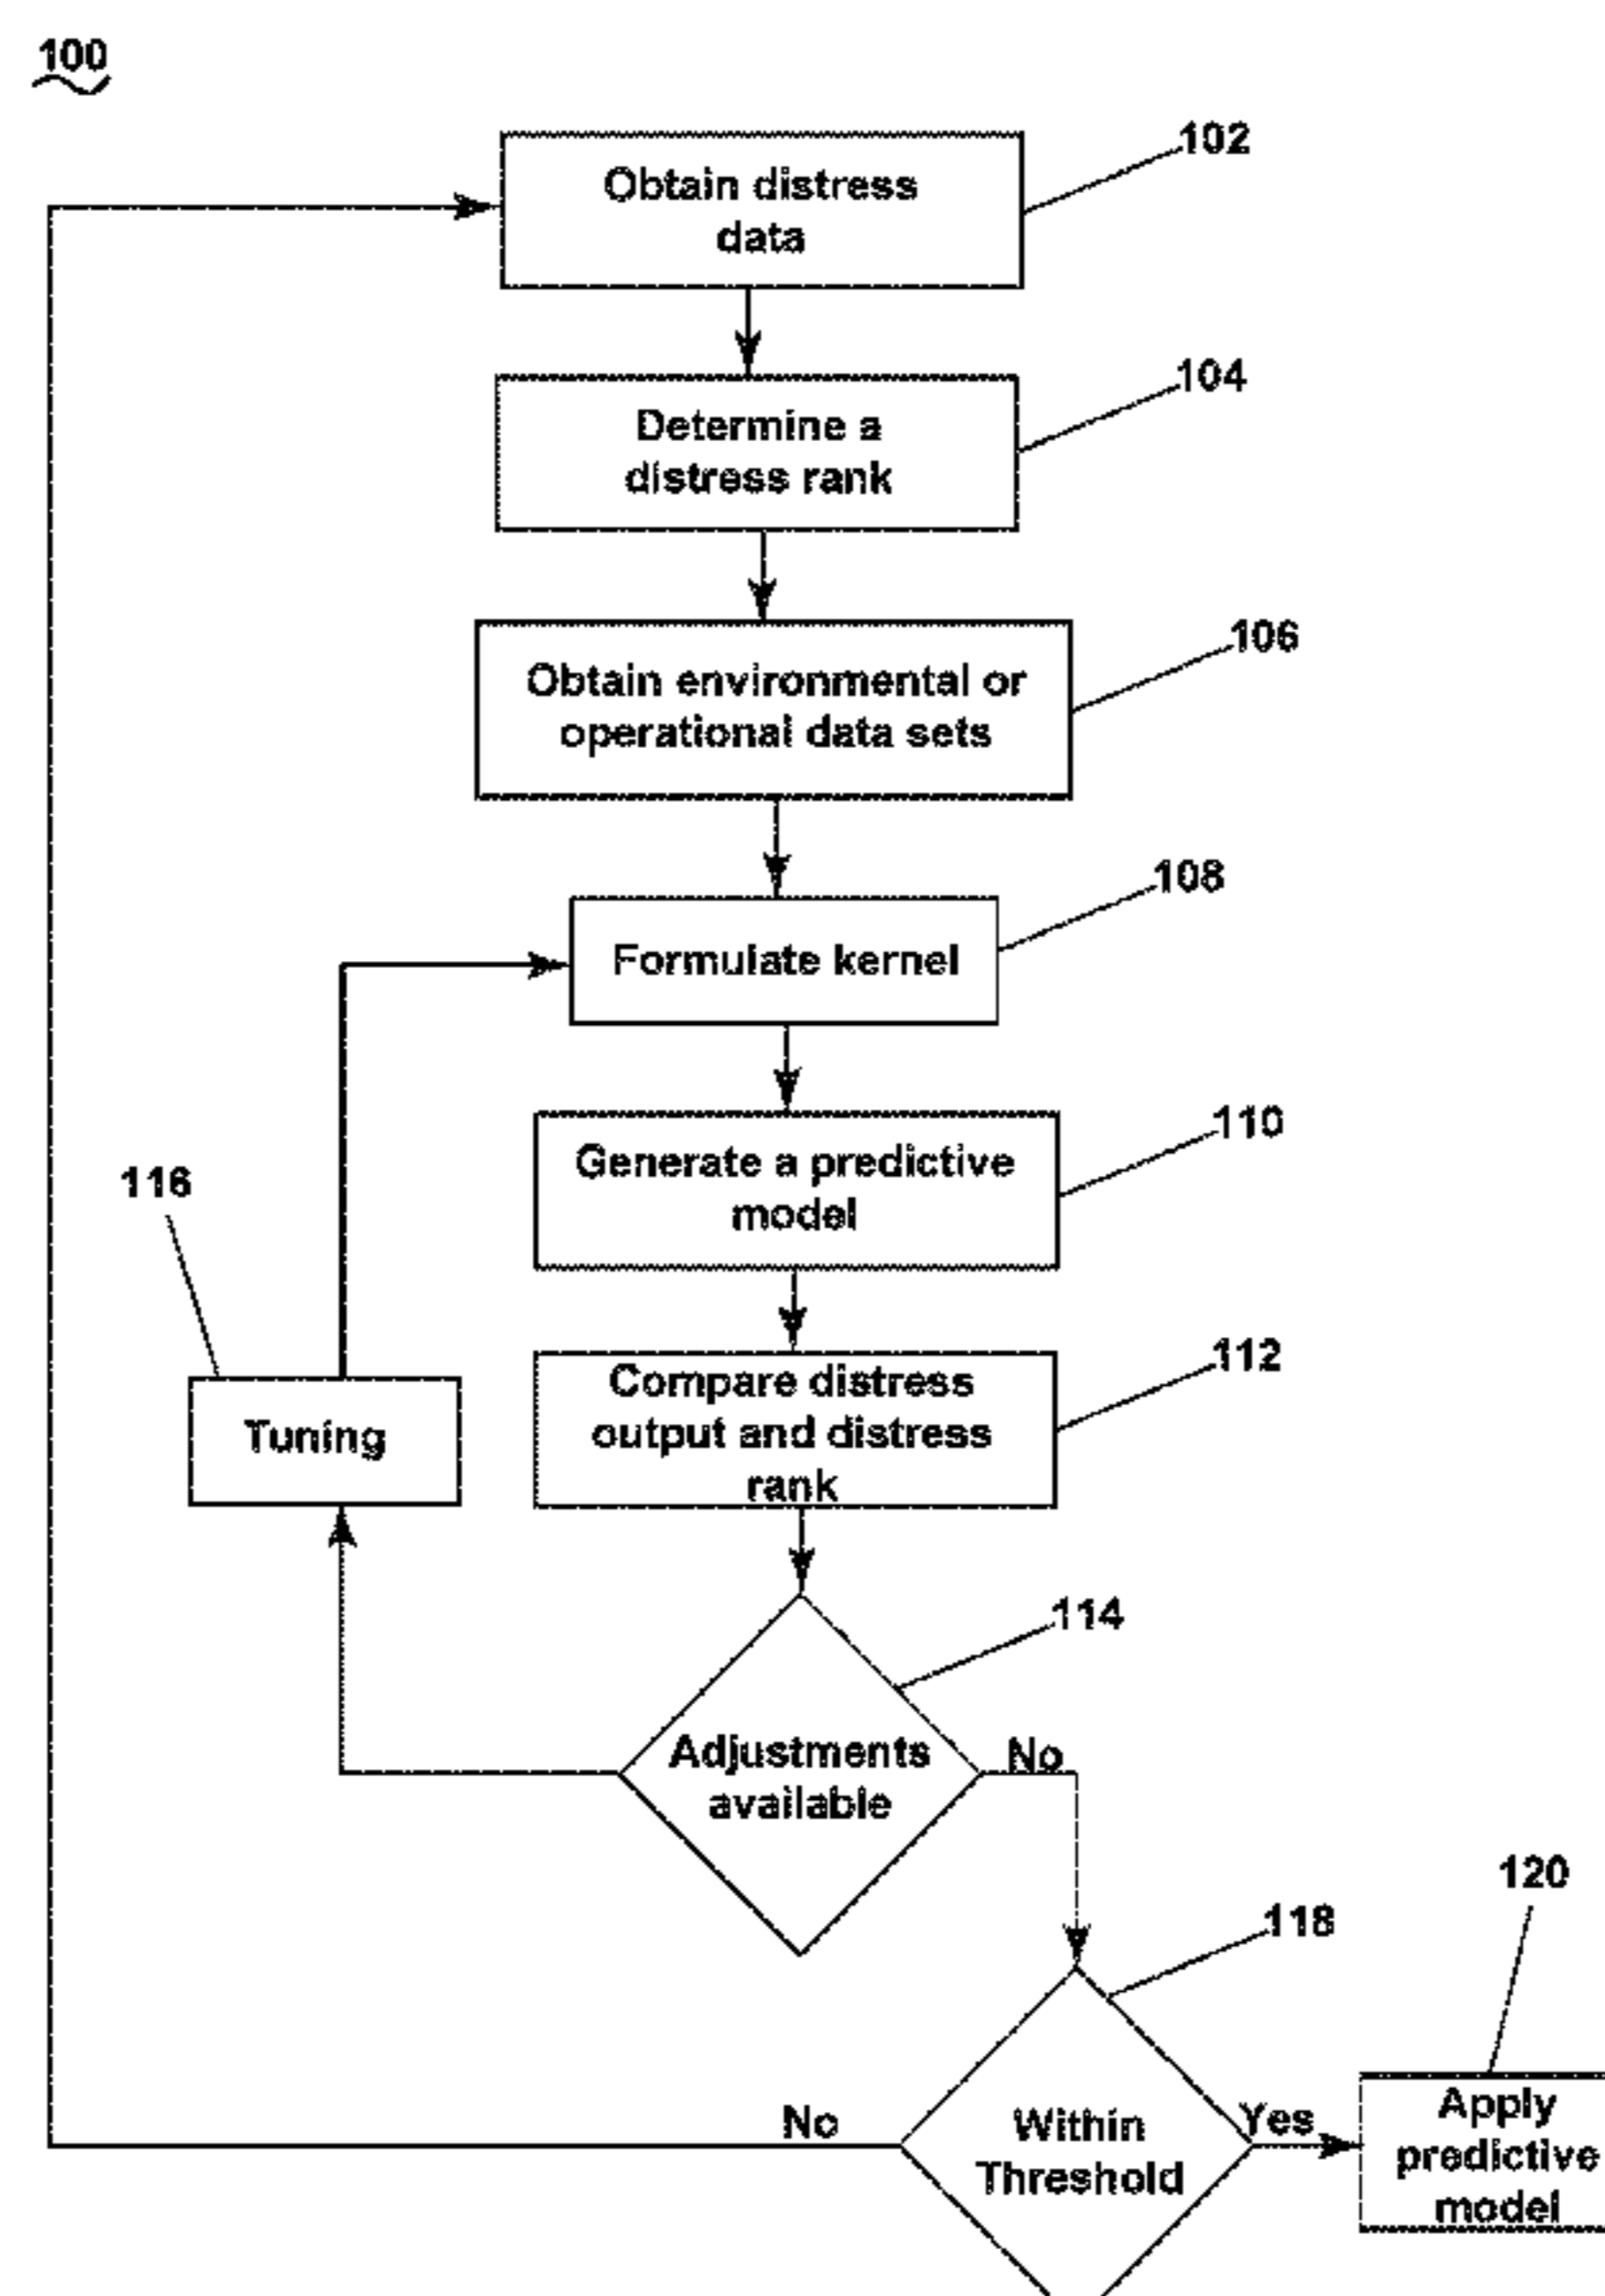 100
102
Obtain distress
data
104
Determine a
distress rank
106
Obtain environmental or
operational data sets
108
Formulate kernel
110
Generate a predictive
model
116
112
Compare distress
output and distress
rank
Tuning
114
Adjustments
available
No
120
118
No
Within
Threshold
Yes
Apply
predictive
model